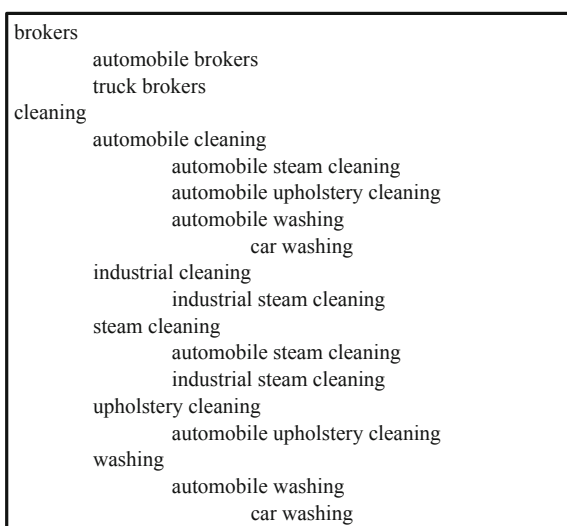 brokers
automobile brokers
truck brokers
cleaning
automobile cleaning
automobile steam cleaning
automobile upholstery cleaning
automobile washing
car washing
industrial cleaning
industrial steam cleaning
steam cleaning
automobile steam cleaning
industrial steam cleaning
upholstery cleaning
automobile upholstery cleaning
washing
automobile washing
car washing